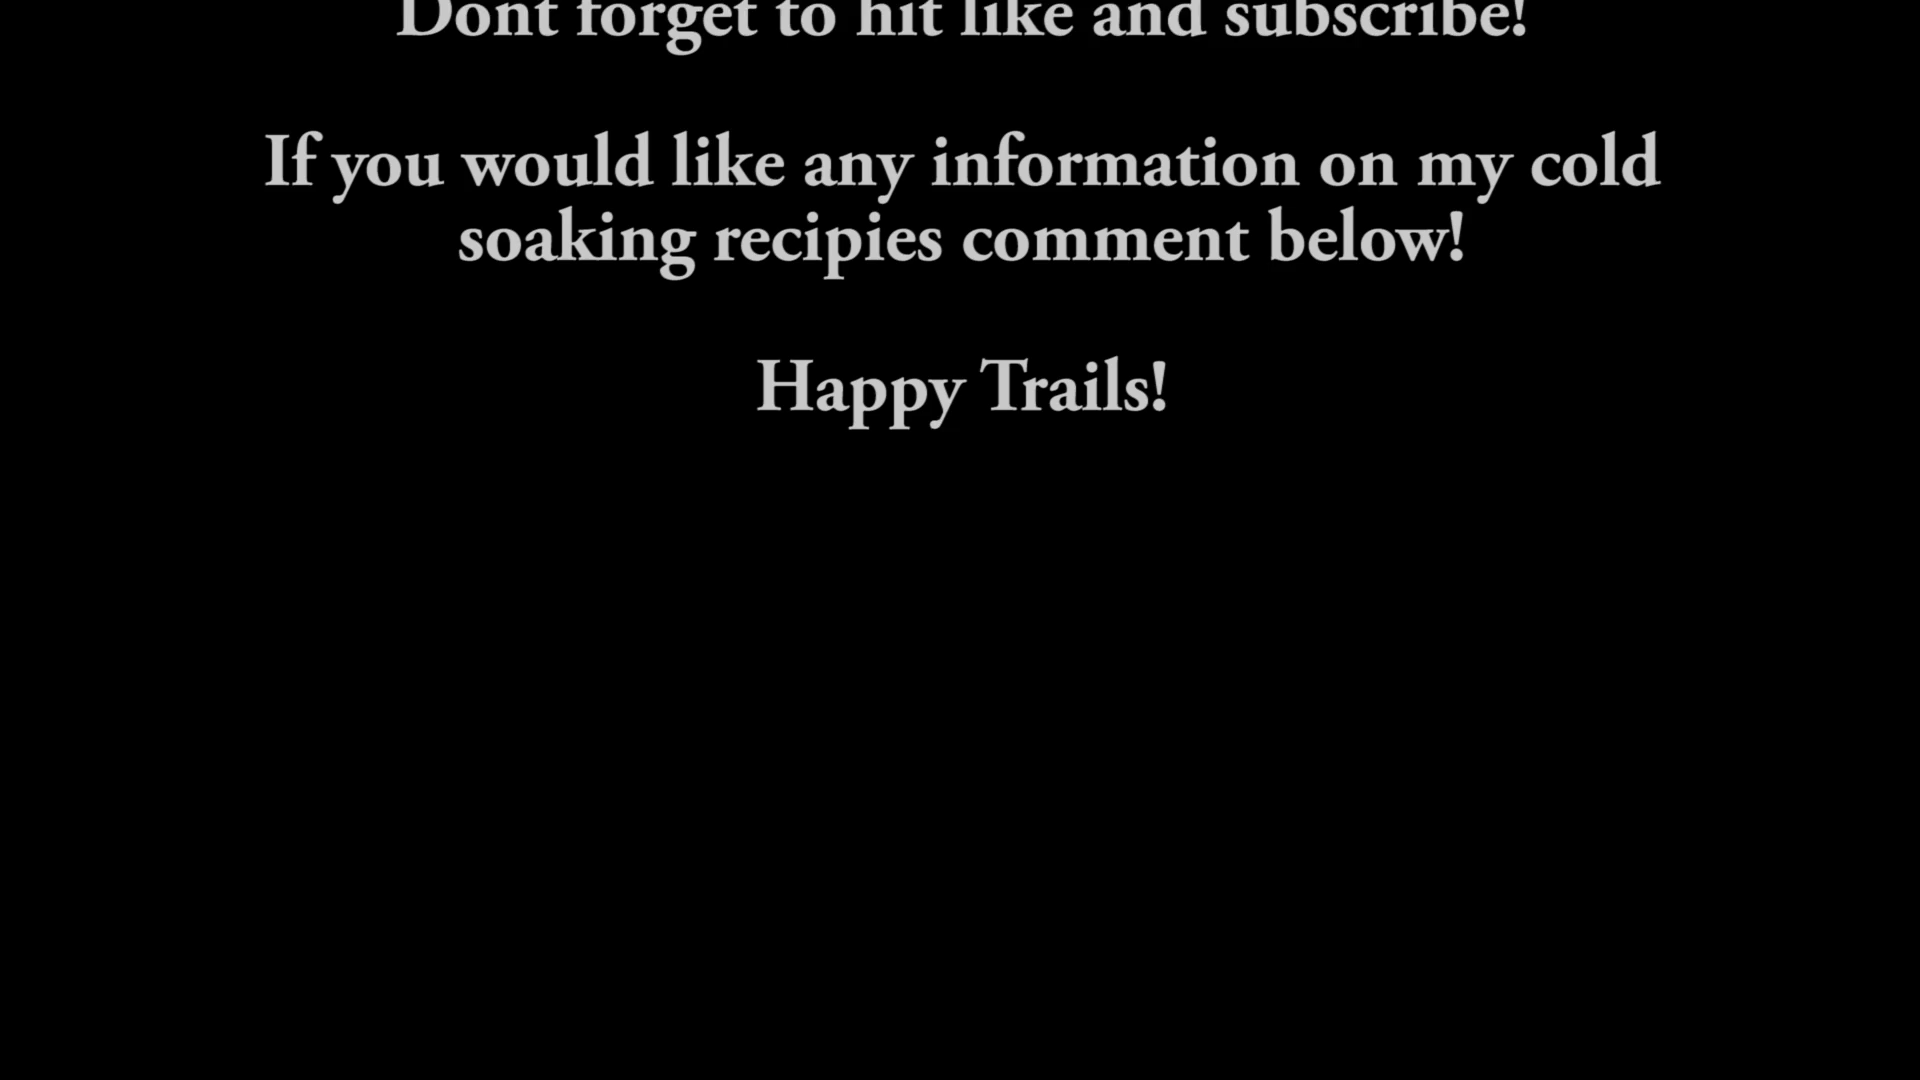 Dont forget to hit like and subscribe!
If you would like any information on my cold
soaking recipies comment below!
Happy Trails!